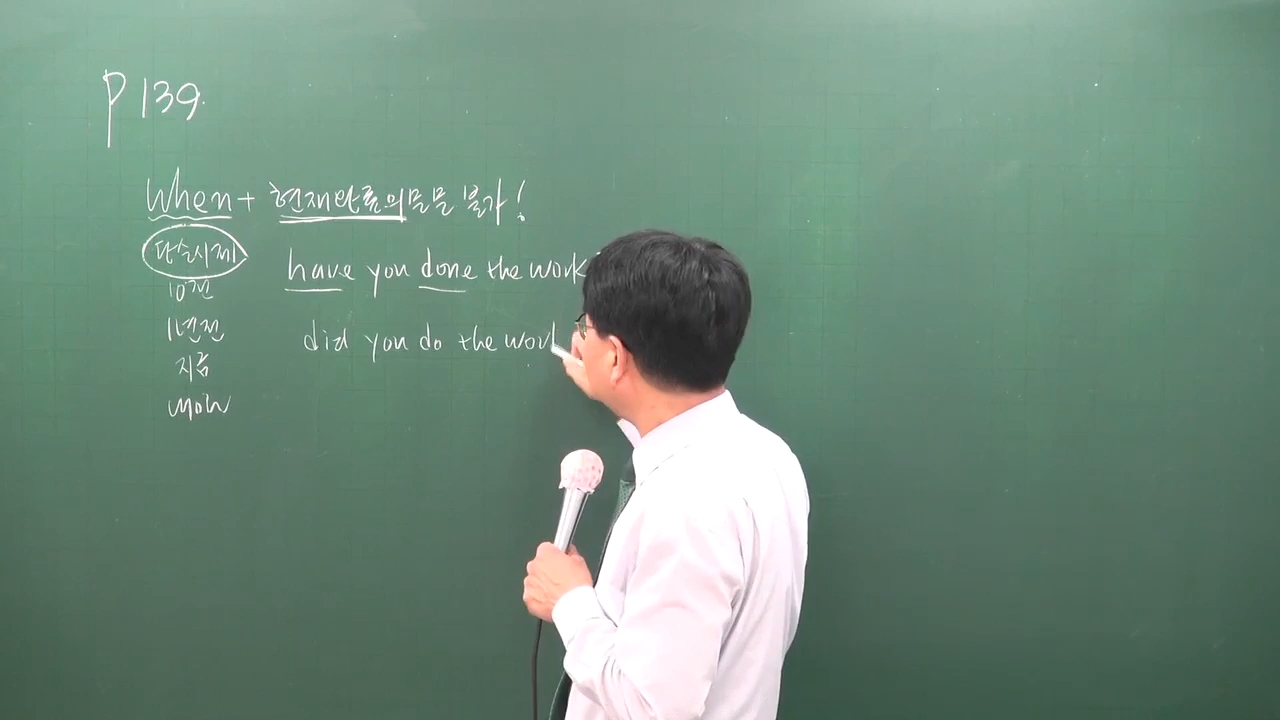 P 139.
When + 현재완료의문문 불가!
단순시제
have you done the work
10전
did you do the work
1년전
지금
now